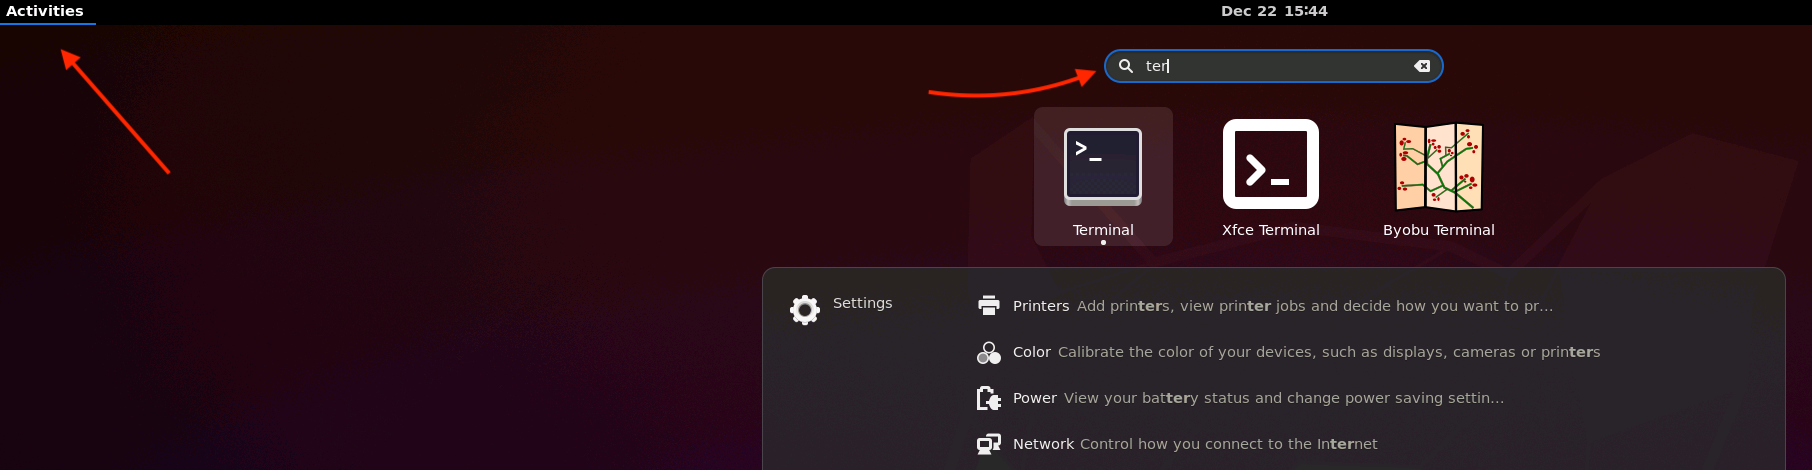 Activities
Dec 22 15:44
ter
>_
>_
Terminal
Xfce Terminal
Byobu Terminal
Settings
Printers Add printers, view printer jobs and decide how you want to pr…
Color Calibrate the color of your devices, such as displays, cameras or printers
Power View your battery status and change power saving settin…
Network Control how you connect to the Internet